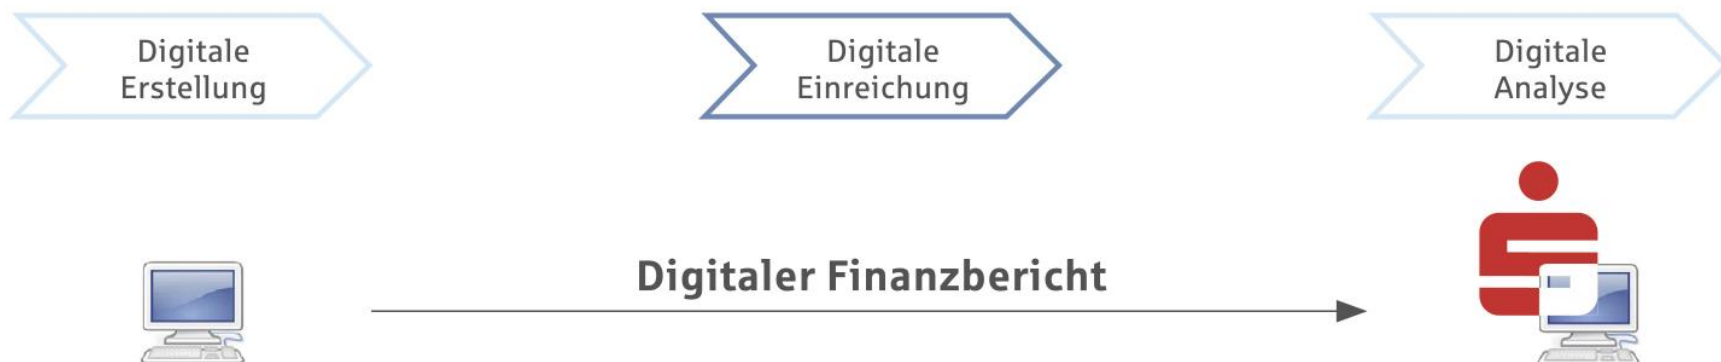 Digitale
Erstellung
Digitale
Einreichung
Digitale
Analyse
Digitaler Finanzbericht